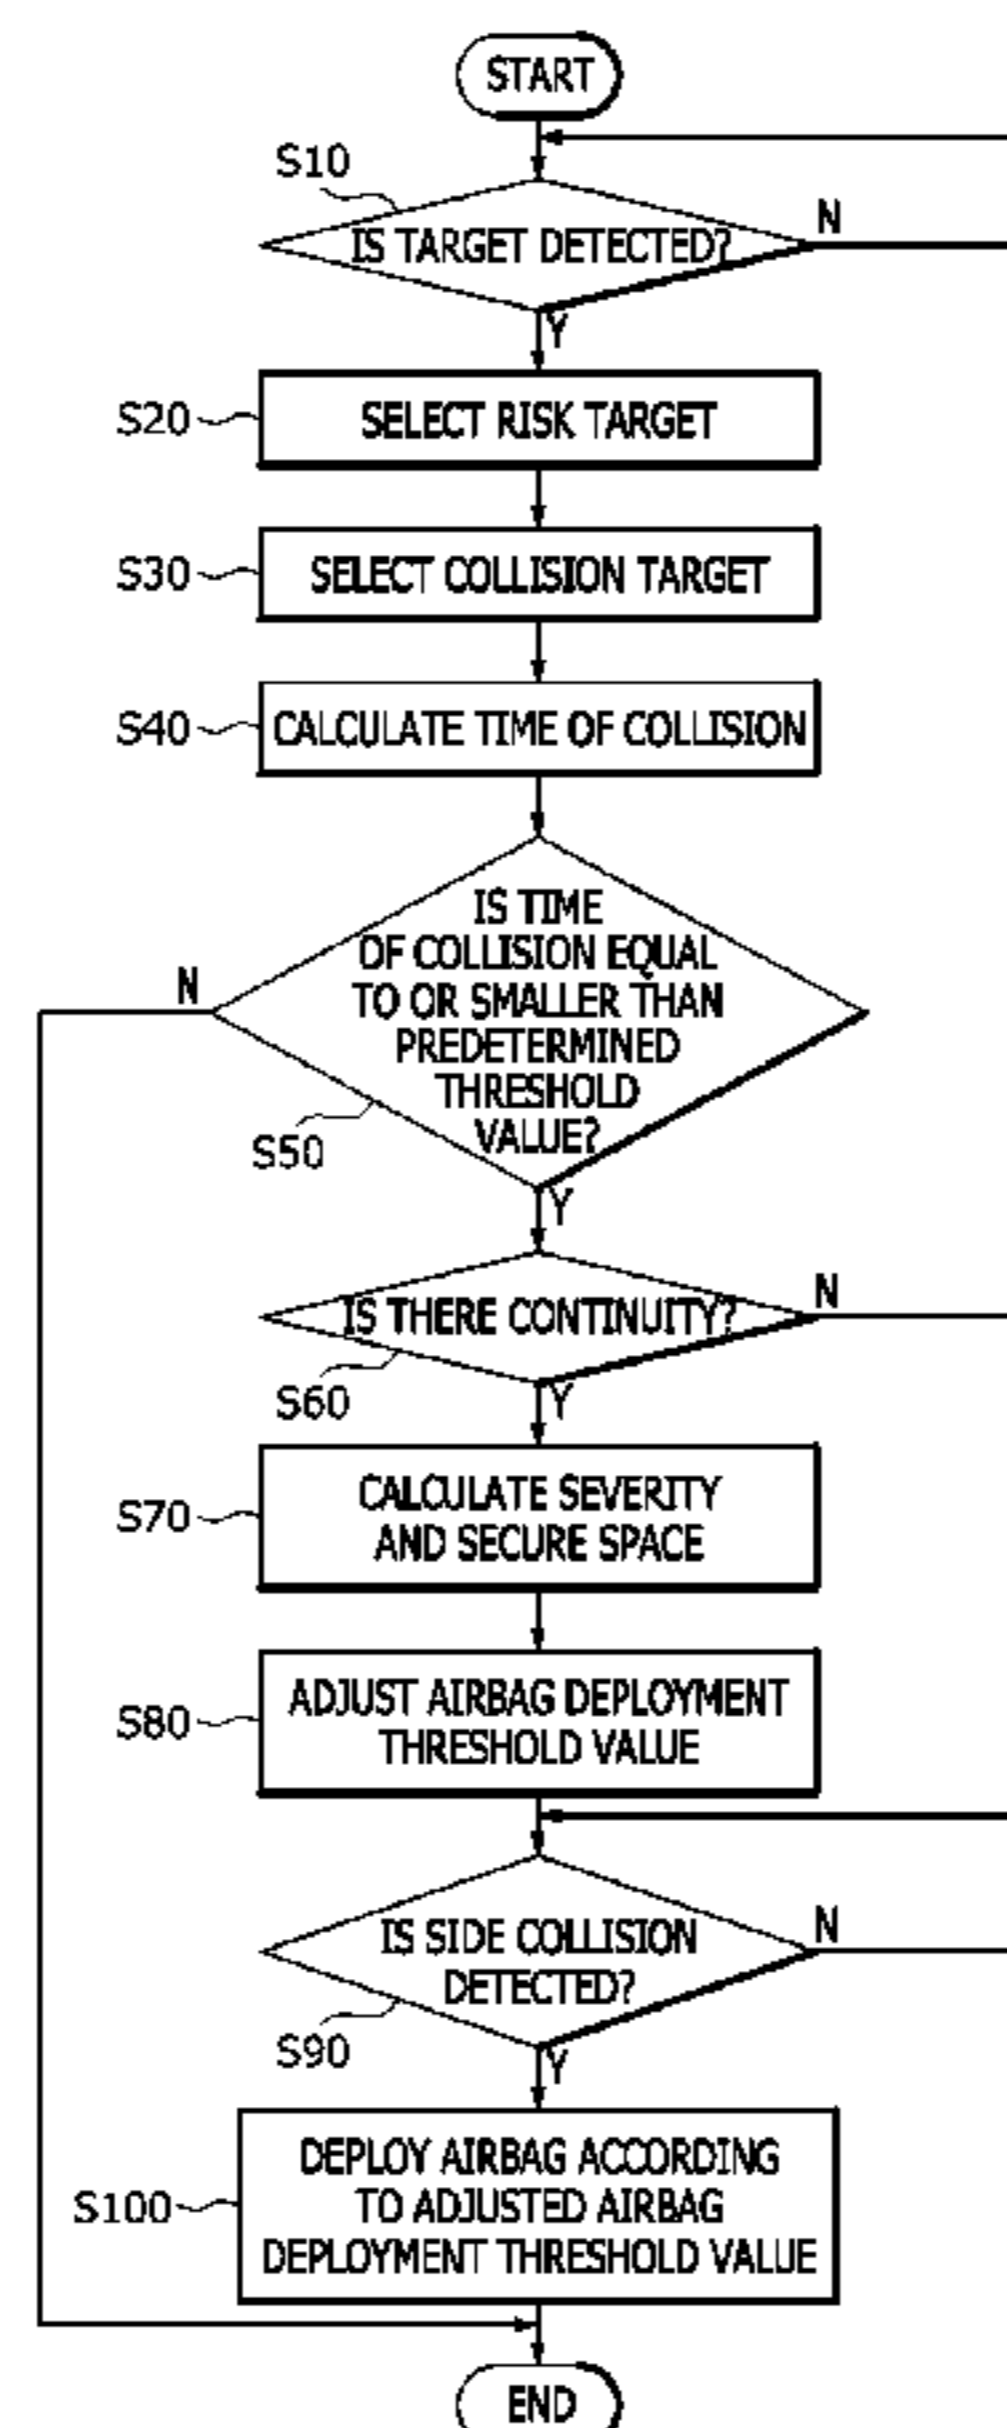 START
S10
IS TARGET DETECTED?
N
Y
S20
SELECT RISK TARGET
S30
SELECT COLLISION TARGET
S40
CALCULATE TIME OF COLLISION
IS TIME
OF COLLISION EQUAL
TO OR SMALLER THAN
PREDETERMINED
THRESHOLD
VALUE?
N
S50
Y
IS THERE CONTINUITY?
N
S60
Y
S70
CALCULATE SEVERITY
AND SECURE SPACE
S80
ADJUST AIRBAG DEPLOYMENT
THRESHOLD VALUE
IS SIDE COLLISION
DETECTED?
N
S90
Y
S100
DEPLOY AIRBAG ACCORDING
TO ADJUSTED AIRBAG
DEPLOYMENT THRESHOLD VALUE
END